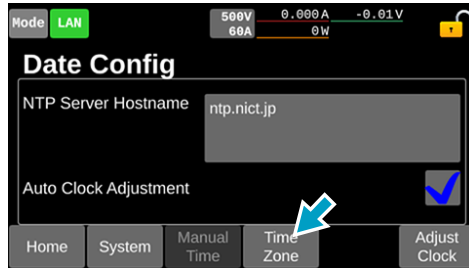 Mode LAN 500V 0.000A -0.01V
60A 0W
Date Config
NTP Server Hostname ntp.nict.jp
Auto Clock Adjustment
Home System Manual Time Time Zone Adjust Clock